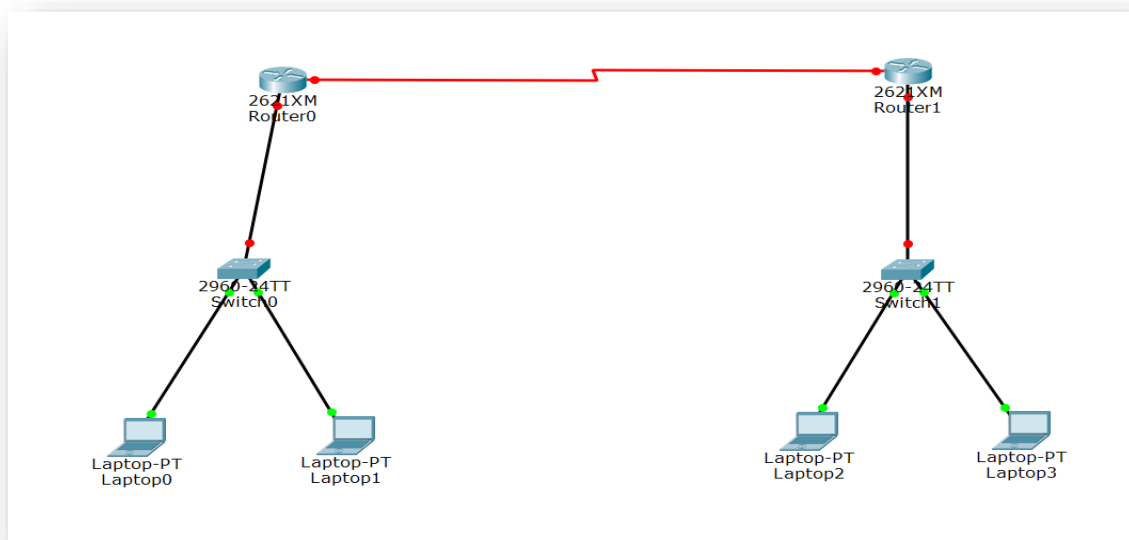 2621XM
Router0
2621XM
Router1
2960-24TT
Switch0
2960-24TT
Switch1
Laptop-PT
Laptop0
Laptop-PT
Laptop1
Laptop-PT
Laptop2
Laptop-PT
Laptop3